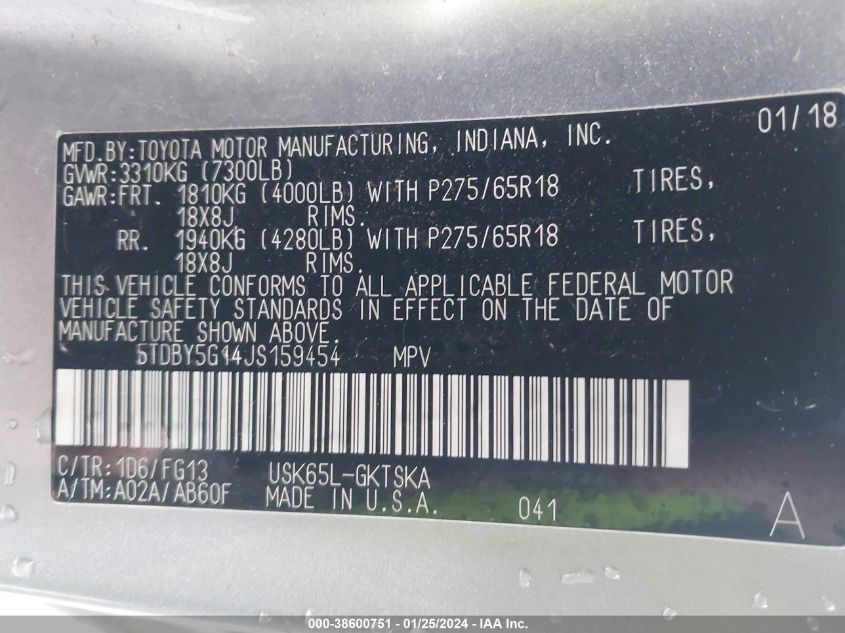 01/18
MFD.BY:TOYOTA MOTOR MANUFACTURING, INDIANA, INC.
GVWR:3310KG (7300LB)
GAWR:FRT. 1810KG (4000LB) WITH P275/65R18 TIRES,
18X8J RIMS.
RR. 1940KG (4280LB) WITH P275/65R18 TIRES,
18X8J RIMS.
THIS VEHICLE CONFORMS TO ALL APPLICABLE FEDERAL MOTOR
VEHICLE SAFETY STANDARDS IN EFFECT ON THE DATE OF
MANUFACTURE SHOWN ABOVE.
5TDBY5G14JS159454 MPV
C/TR:1D6/FG13 USK65L-GKTSKA
A/TM:A02A/AB60F MADE IN U.S.A. 041
A
000-38600751 - 01/25/2024 - IAA Inc.